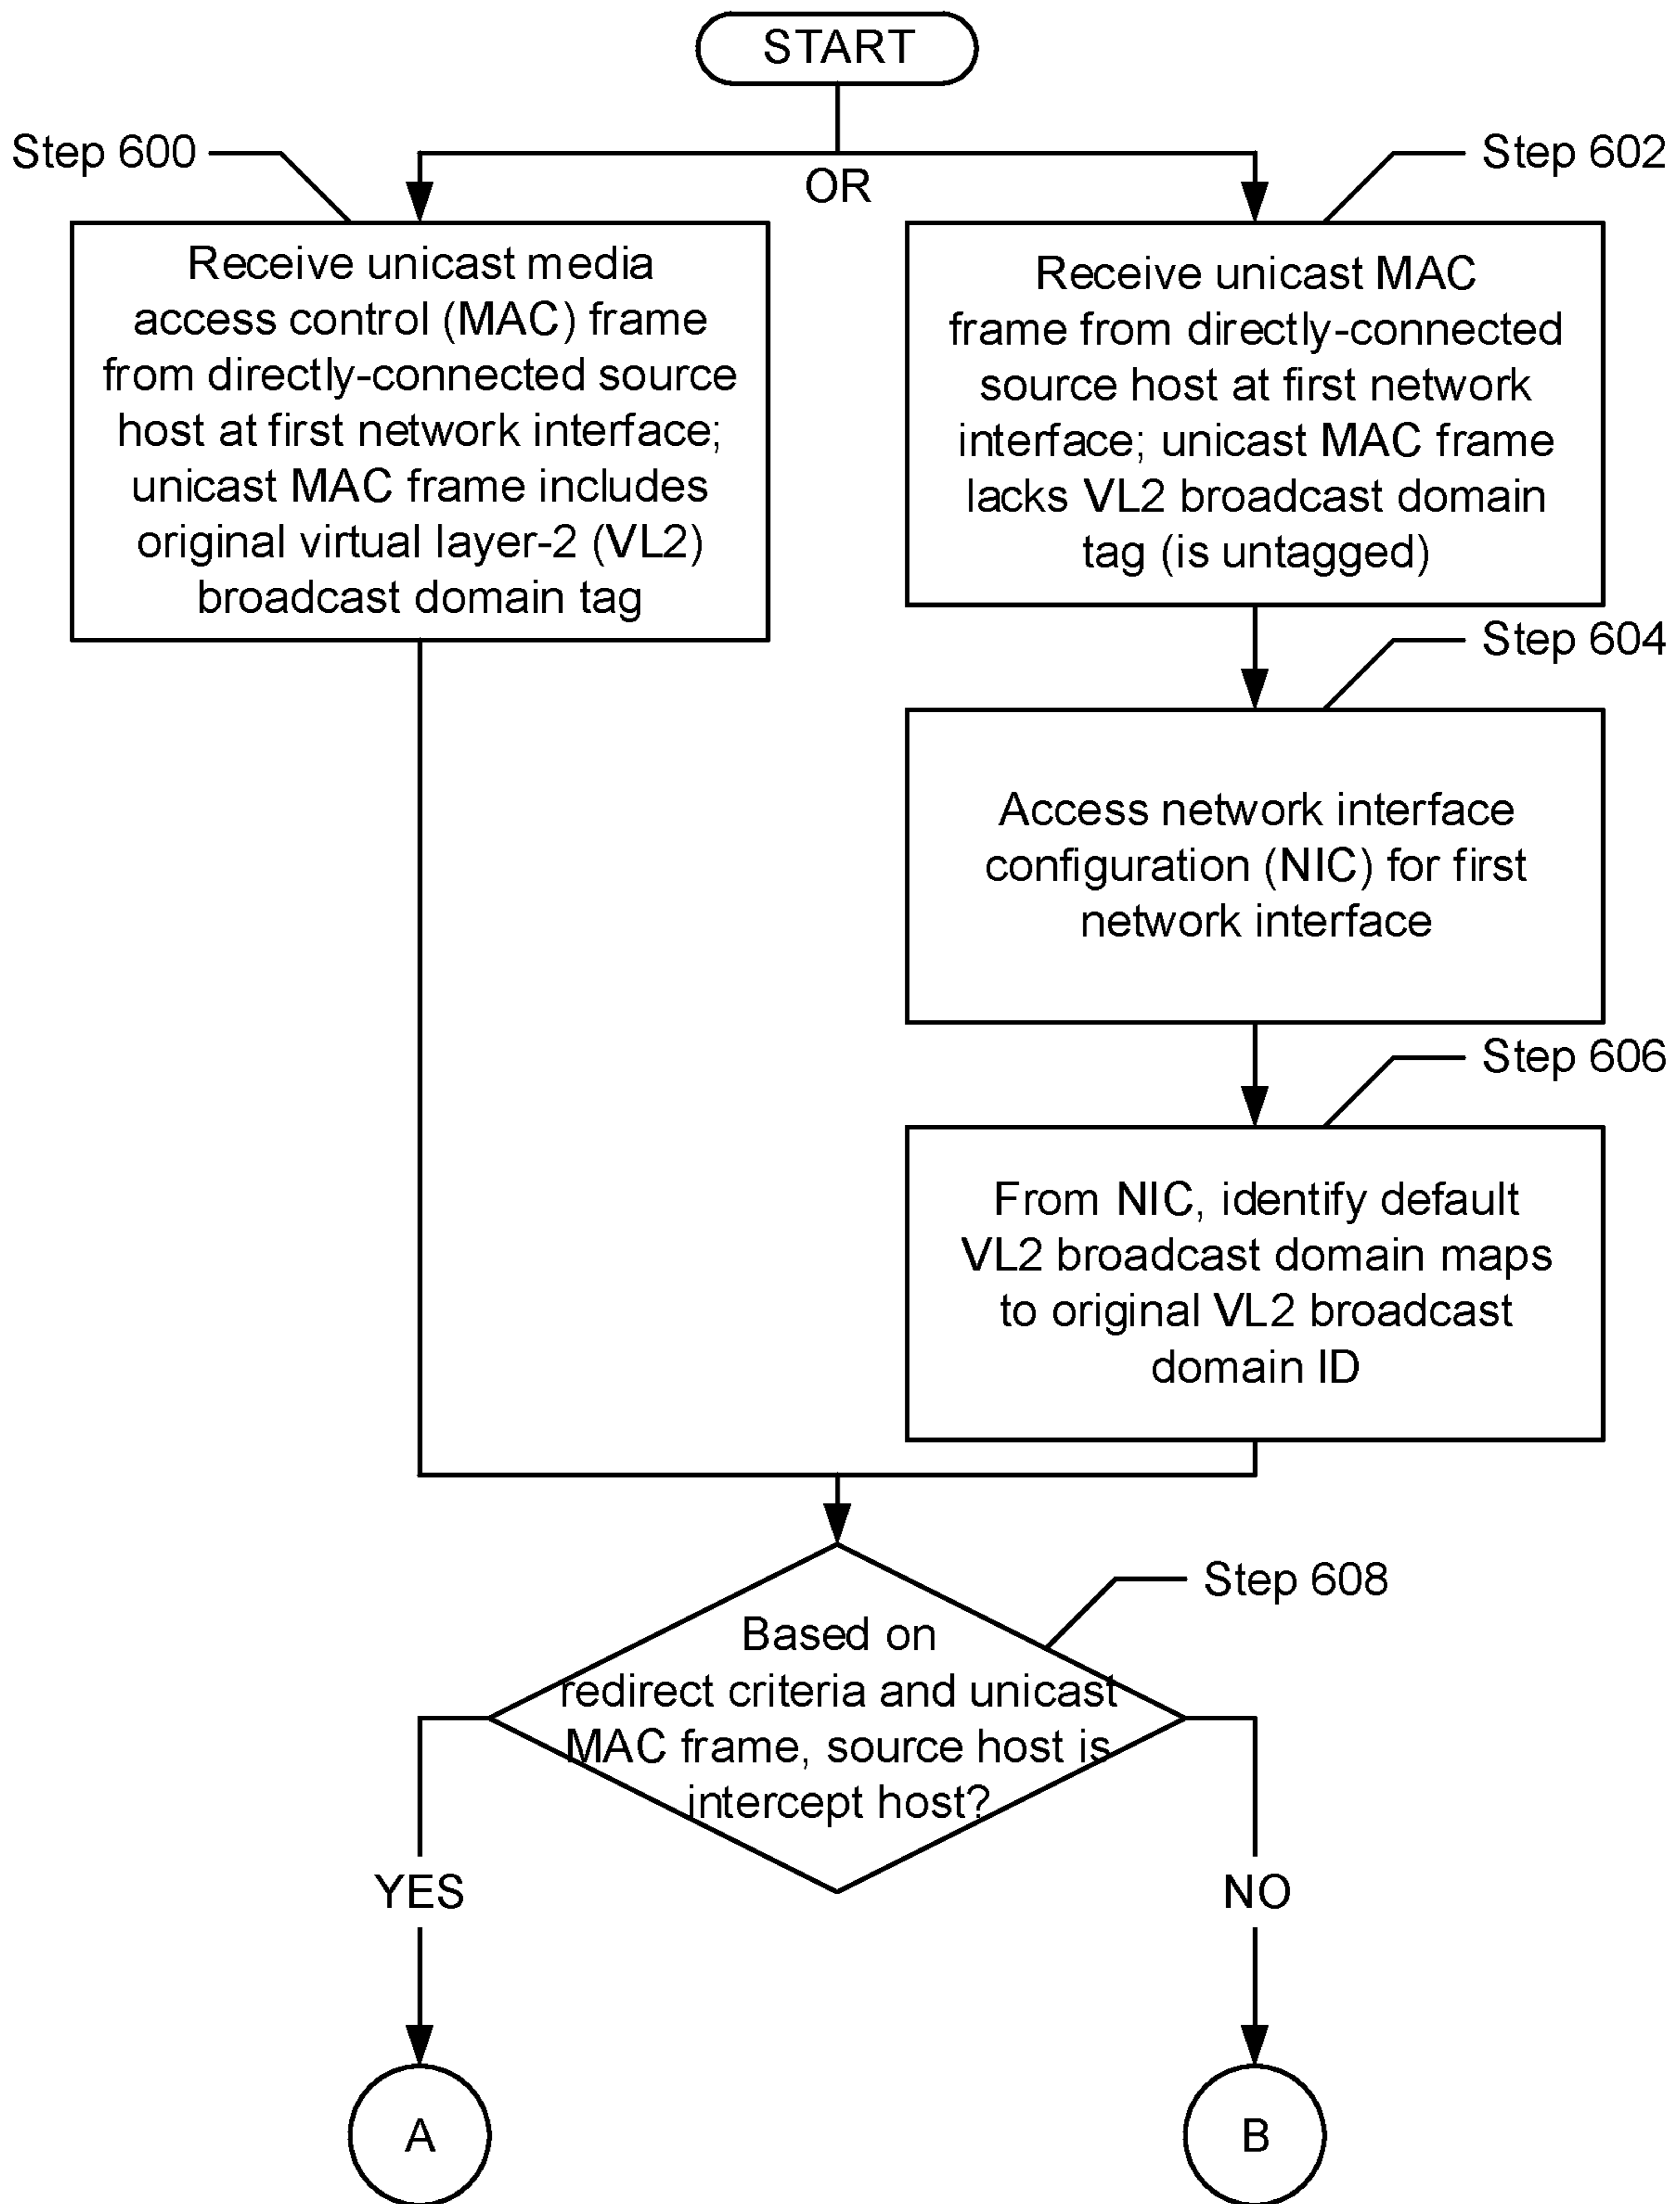 START
Step 600
OR
Step 602
Receive unicast media
access control (MAC) frame
from directly-connected source
host at first network interface;
unicast MAC frame includes
original virtual layer-2 (VL2)
broadcast domain tag
Receive unicast MAC
frame from directly-connected
source host at first network
interface; unicast MAC frame
lacks VL2 broadcast domain
tag (is untagged)
Step 604
Access network interface
configuration (NIC) for first
network interface
Step 606
From NIC, identify default
VL2 broadcast domain maps
to original VL2 broadcast
domain ID
Step 608
Based on
redirect criteria and unicast
MAC frame, source host is
intercept host?
YES
NO
A
B